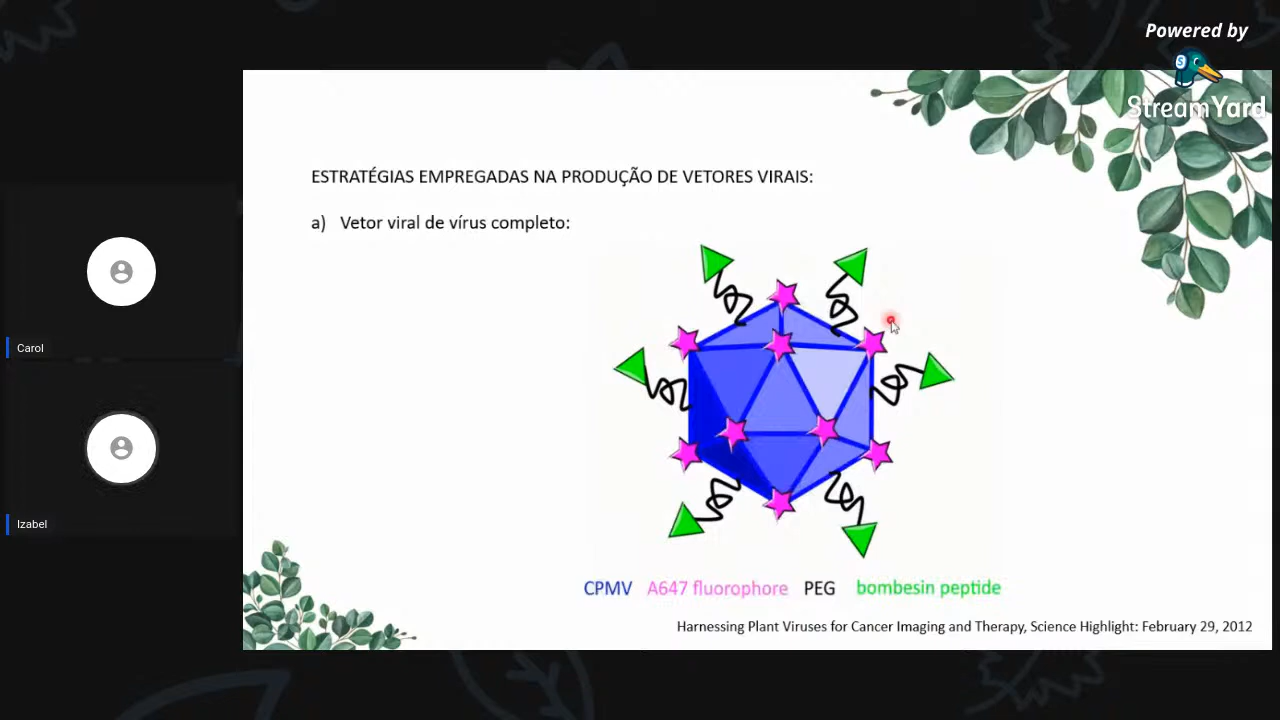 Powered by
StreamYard
ESTRATÉGIAS EMPREGADAS NA PRODUÇÃO DE VETORES VIRAIS:
a) Vetor viral de vírus completo:
Carol
Izabel
CPMV A647 fluorophore PEG bombesin peptide
Harnessing Plant Viruses for Cancer Imaging and Therapy, Science Highlight: February 29, 2012